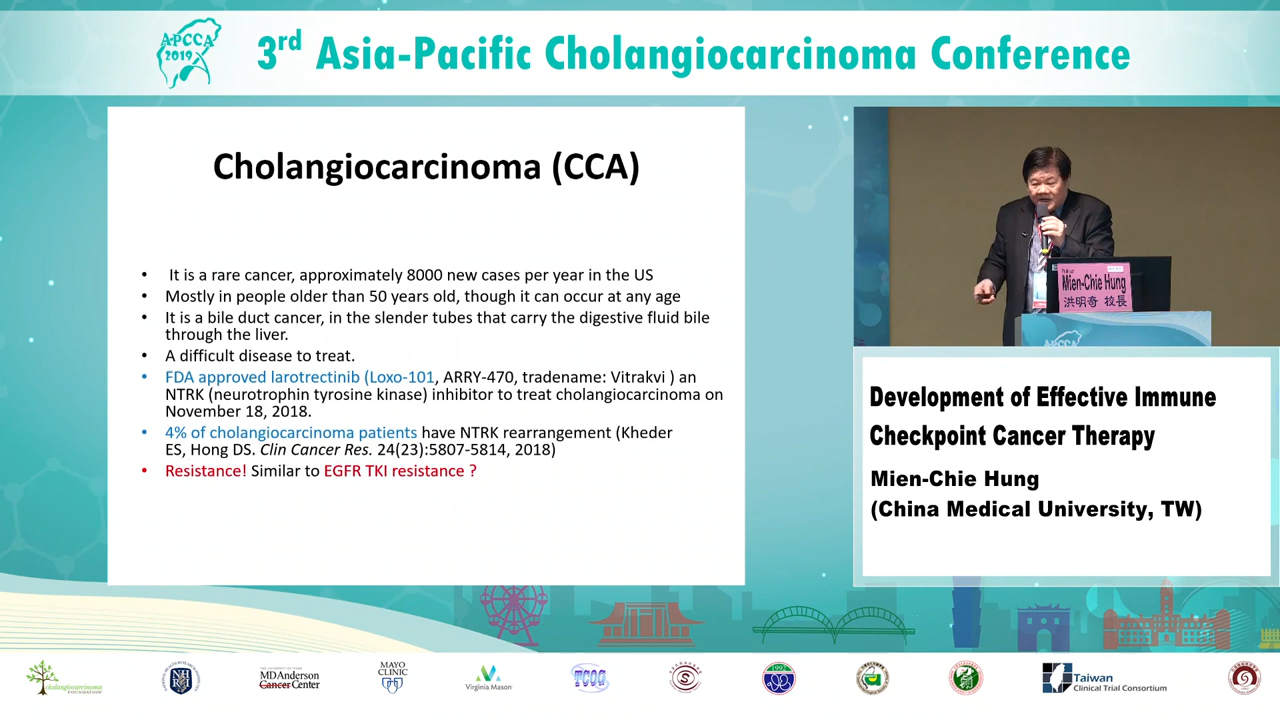 APCCA
2019
3rd Asia-Pacific Cholangiocarcinoma Conference
Cholangiocarcinoma (CCA)
• It is a rare cancer, approximately 8000 new cases per year in the US
• Mostly in people older than 50 years old, though it can occur at any age
• It is a bile duct cancer, in the slender tubes that carry the digestive fluid bile
through the liver.
• A difficult disease to treat.
• FDA approved larotrectinib (Loxo-101, ARRY-470, tradename: Vitrakvi ) an
NTRK (neurotrophin tyrosine kinase) inhibitor to treat cholangiocarcinoma on
November 18, 2018.
• 4% of cholangiocarcinoma patients have NTRK rearrangement (Kheder
ES, Hong DS. Clin Cancer Res. 24(23):5807-5814, 2018)
• Resistance! Similar to EGFR TKI resistance ?
Mien-Chie Hung
洪明奇 校長
APCCA
Development of Effective Immune
Checkpoint Cancer Therapy
Mien-Chie Hung
(China Medical University, TW)
cholangiocarcinoma
FOUNDATION
NHRI
MD Anderson
Cancer Center
MAYO
CLINIC
Virginia Mason
TCOG
1992
Taiwan
Clinical Trial Consortium